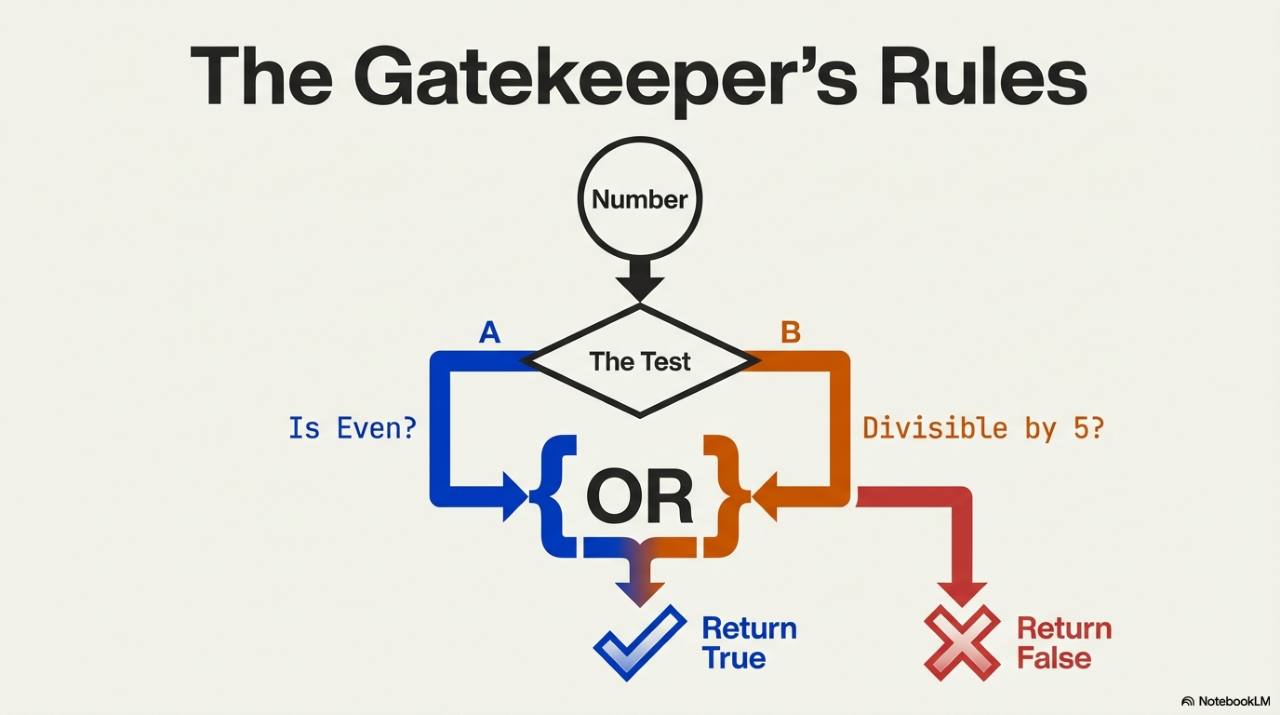 The Gatekeeper’s Rules
Number
A
B
The Test
Is Even?
Divisible by 5?
{ OR }
Return
True
Return
False
NotebookLM